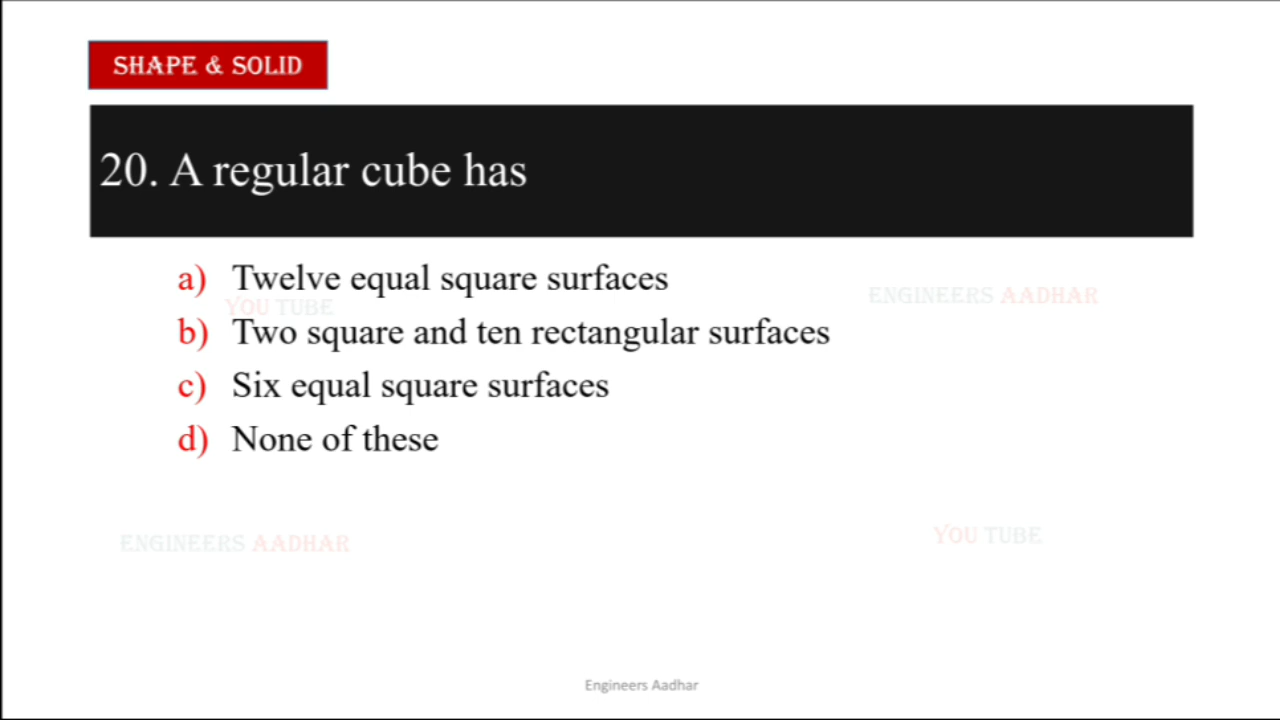 SHAPE & SOLID
20. A regular cube has
a) Twelve equal square surfaces
ENGINEERS AADHAR
YOU TUBE
b) Two square and ten rectangular surfaces
c) Six equal square surfaces
d) None of these
YOU TUBE
ENGINEERS AADHAR
Engineers Aadhar